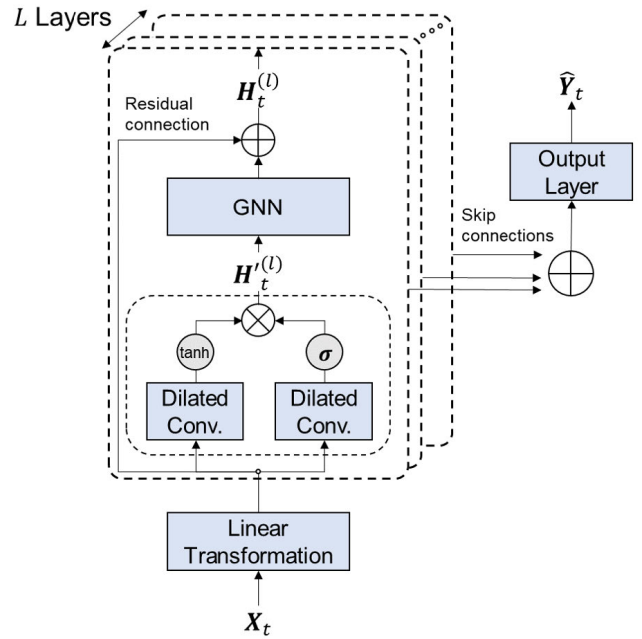 L Layers
H_t^{(l)}
Residual
connection
GNN
H'_t^{(l)}
tanh
σ
Dilated
Conv.
Dilated
Conv.
Linear
Transformation
X_t
Skip
connections
Ŷ_t
Output
Layer